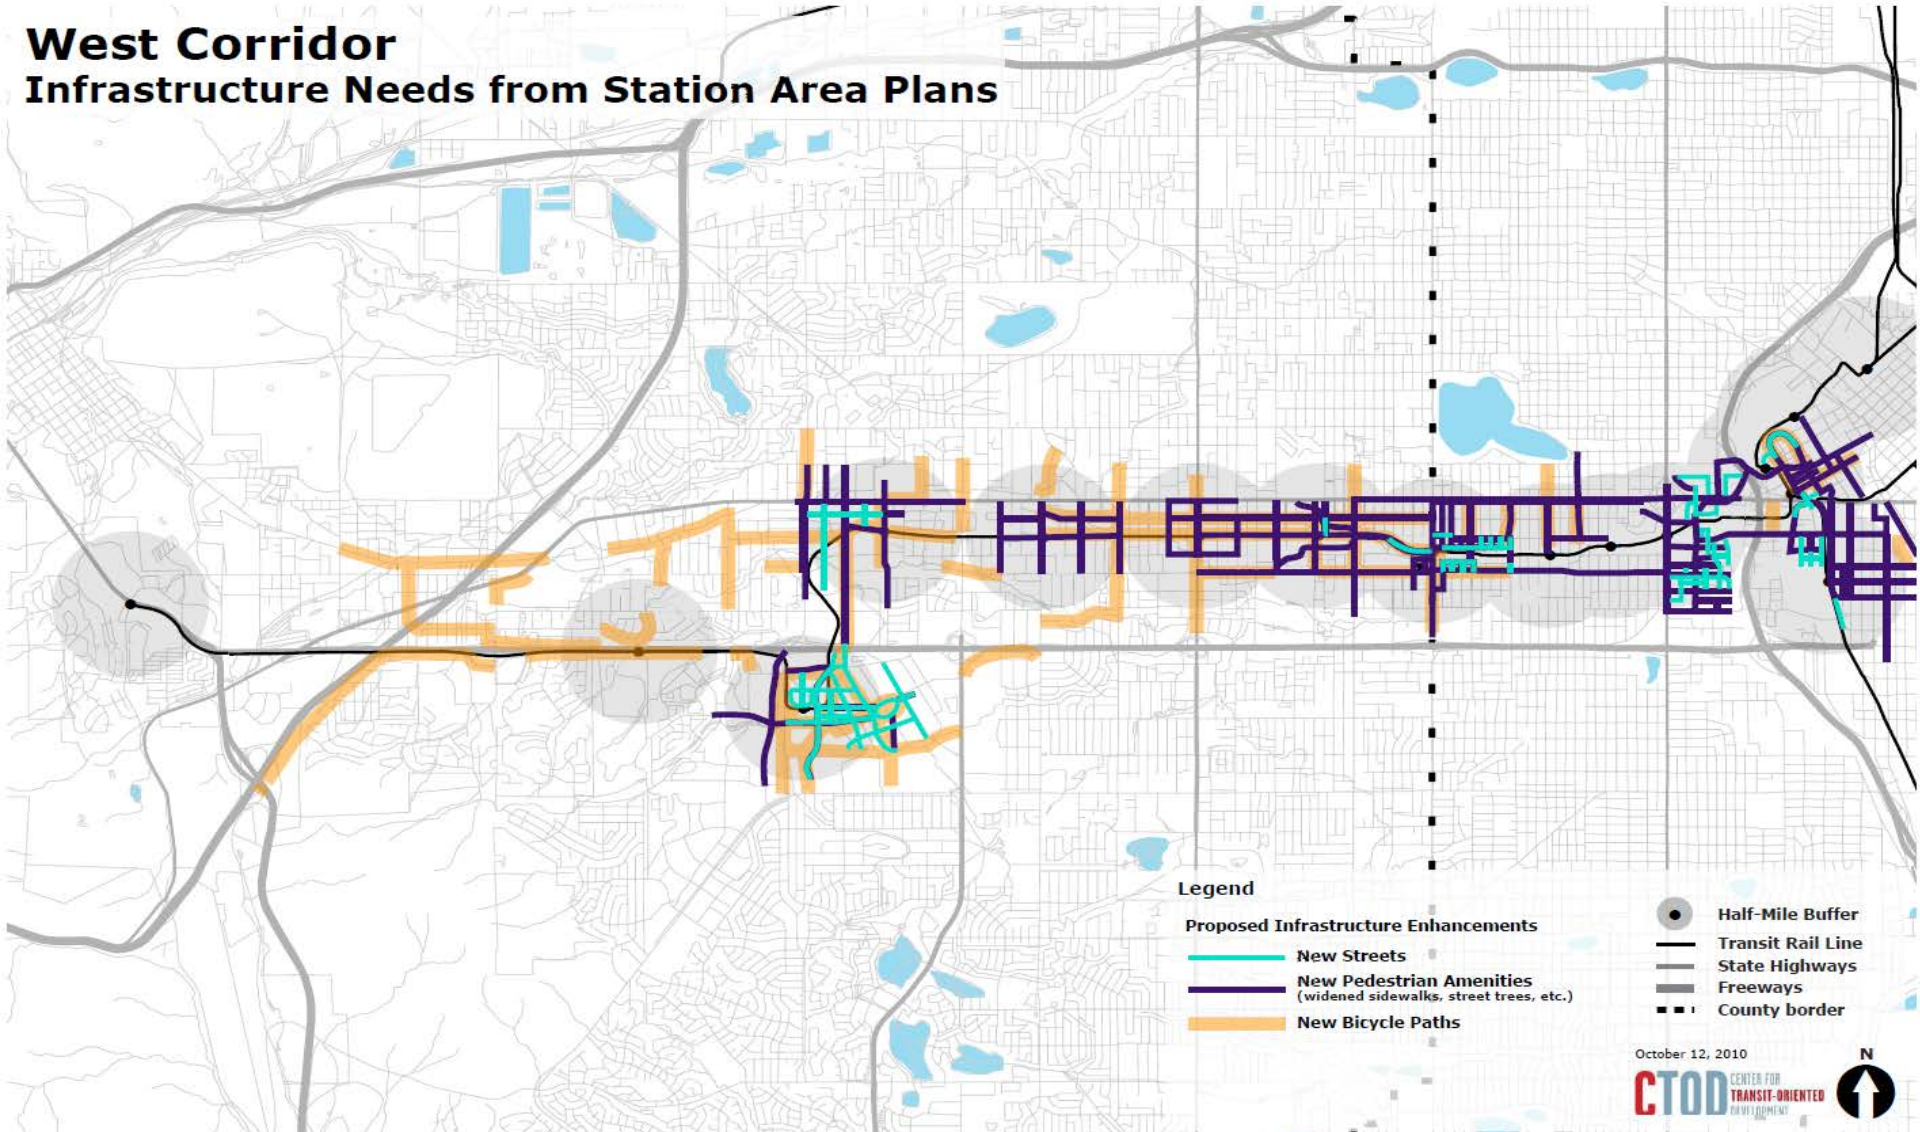 West Corridor
Infrastructure Needs from Station Area Plans
Legend
Proposed Infrastructure Enhancements
New Streets
New Pedestrian Amenities
(widened sidewalks, street trees, etc.)
New Bicycle Paths
Half-Mile Buffer
Transit Rail Line
State Highways
Freeways
County border
October 12, 2010
N
CTOD
CENTER FOR
TRANSIT-ORIENTED
DEVELOPMENT